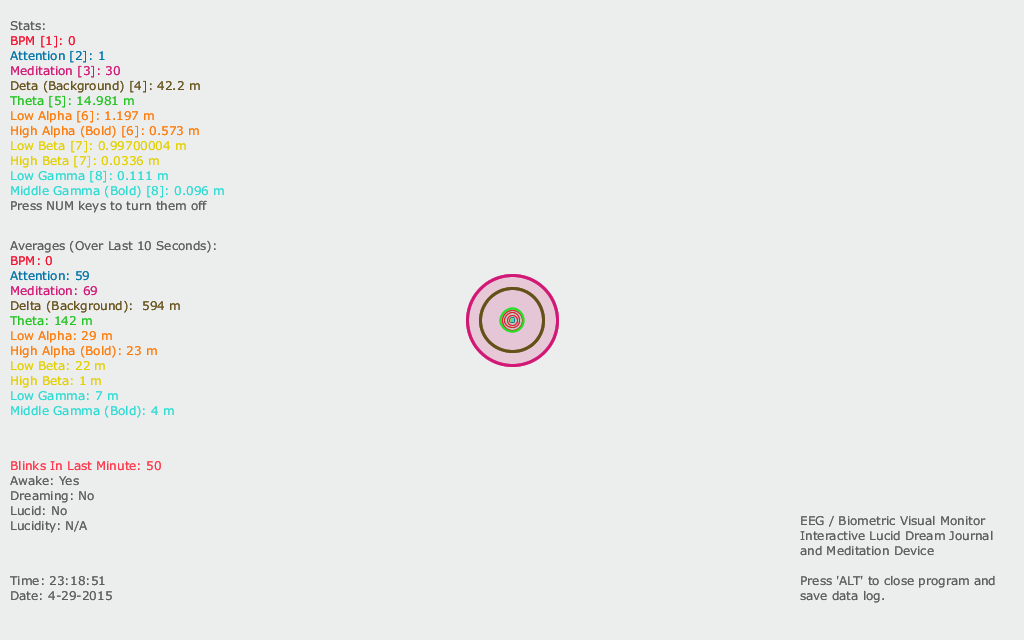 Stats:
BPM [1]: 0
Attention [2]: 1
Meditation [3]: 30
Deta (Background) [4]: 42.2 m
Theta [5]: 14.981 m
Low Alpha [6]: 1.197 m
High Alpha (Bold) [6]: 0.573 m
Low Beta [7]: 0.99700004 m
High Beta [7]: 0.0336 m
Low Gamma [8]: 0.111 m
Middle Gamma (Bold) [8]: 0.096 m
Press NUM keys to turn them off
Averages (Over Last 10 Seconds):
BPM: 0
Attention: 59
Meditation: 69
Delta (Background):  594 m
Theta: 142 m
Low Alpha: 29 m
High Alpha (Bold): 23 m
Low Beta: 22 m
High Beta: 1 m
Low Gamma: 7 m
Middle Gamma (Bold): 4 m
Blinks In Last Minute: 50
Awake: Yes
Dreaming: No
Lucid: No
Lucidity: N/A
Time: 23:18:51
Date: 4-29-2015
EEG / Biometric Visual Monitor
Interactive Lucid Dream Journal
and Meditation Device
Press 'ALT' to close program and
save data log.